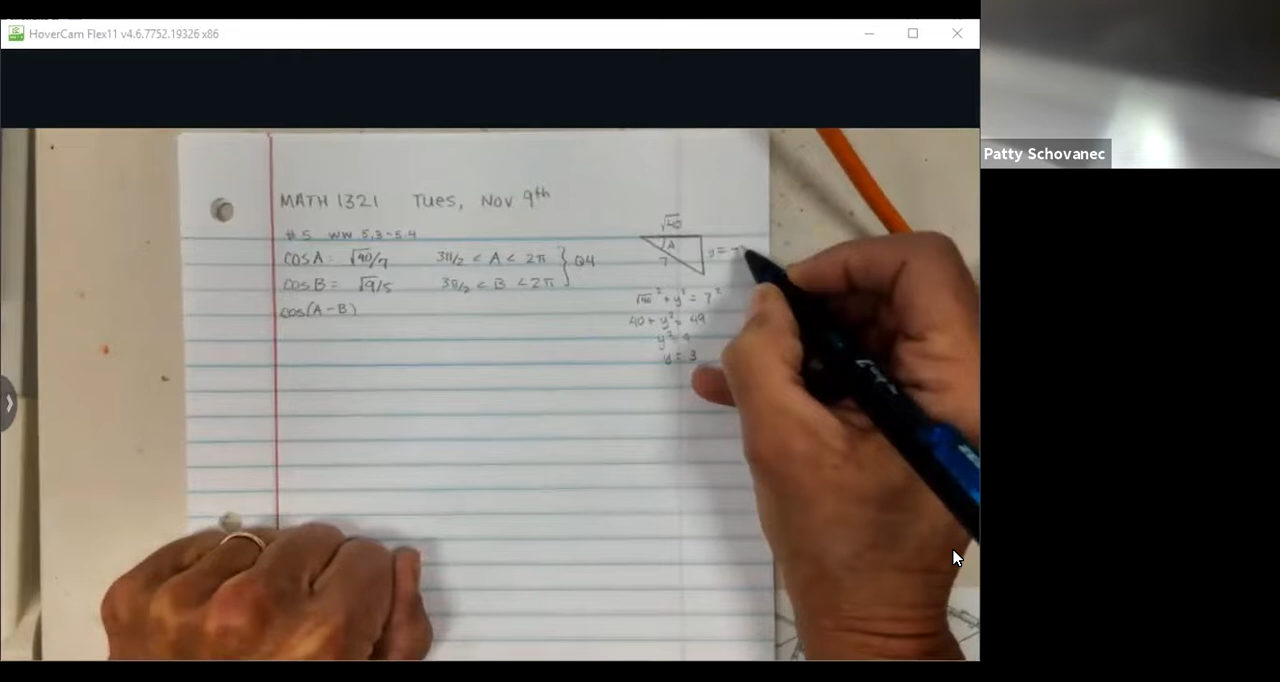 HoverCam Flex11 v4.6.7752.19326 x86
Patty Schovanec
MATH 1321 Tues, Nov 9th
#5 WW 5.3-5.4
cosA = √40/7 3π/2 < A < 2π } Q4
cosB = √9/5 3π/2 < B < 2π
cos(A-B)
√40
A
7
√40² + y² = 7²
40 + y² = 49
y² = 9
y = 3